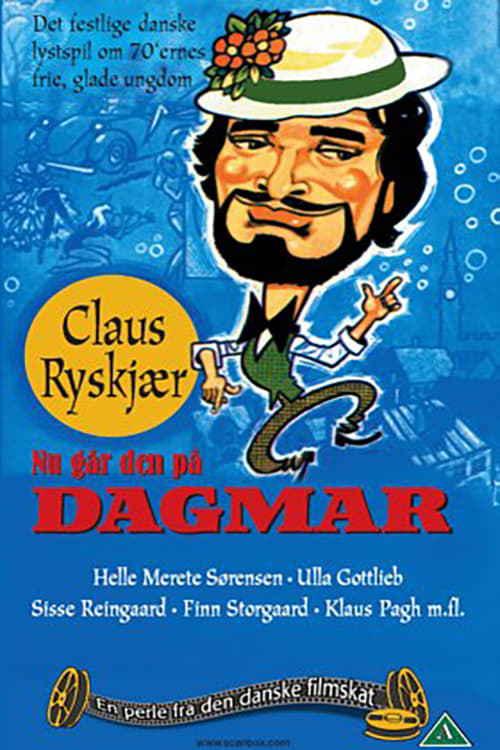 Det festlige danske
lystspil om 70'ernes
frie, glade ungdom
Claus
Ryskjær
Nu går den på
DAGMAR
Helle Merete Sørensen · Ulla Gottlieb
Sisse Reingaard · Finn Storgaard · Klaus Pagh m.fl.
En perle fra den danske filmskat
www.scanbox.com
A